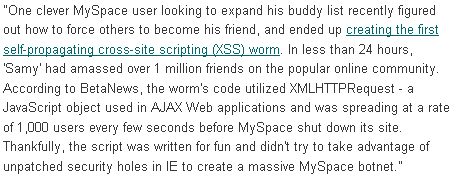 "One clever MySpace user looking to expand his buddy list recently figured
out how to force others to become his friend, and ended up creating the first
self-propagating cross-site scripting (XSS) worm. In less than 24 hours,
'Samy' had amassed over 1 million friends on the popular online community.
According to BetaNews, the worm's code utilized XMLHTTPRequest - a
JavaScript object used in AJAX Web applications and was spreading at a rate
of 1,000 users every few seconds before MySpace shut down its site.
Thankfully, the script was written for fun and didn't try to take advantage of
unpatched security holes in IE to create a massive MySpace botnet."